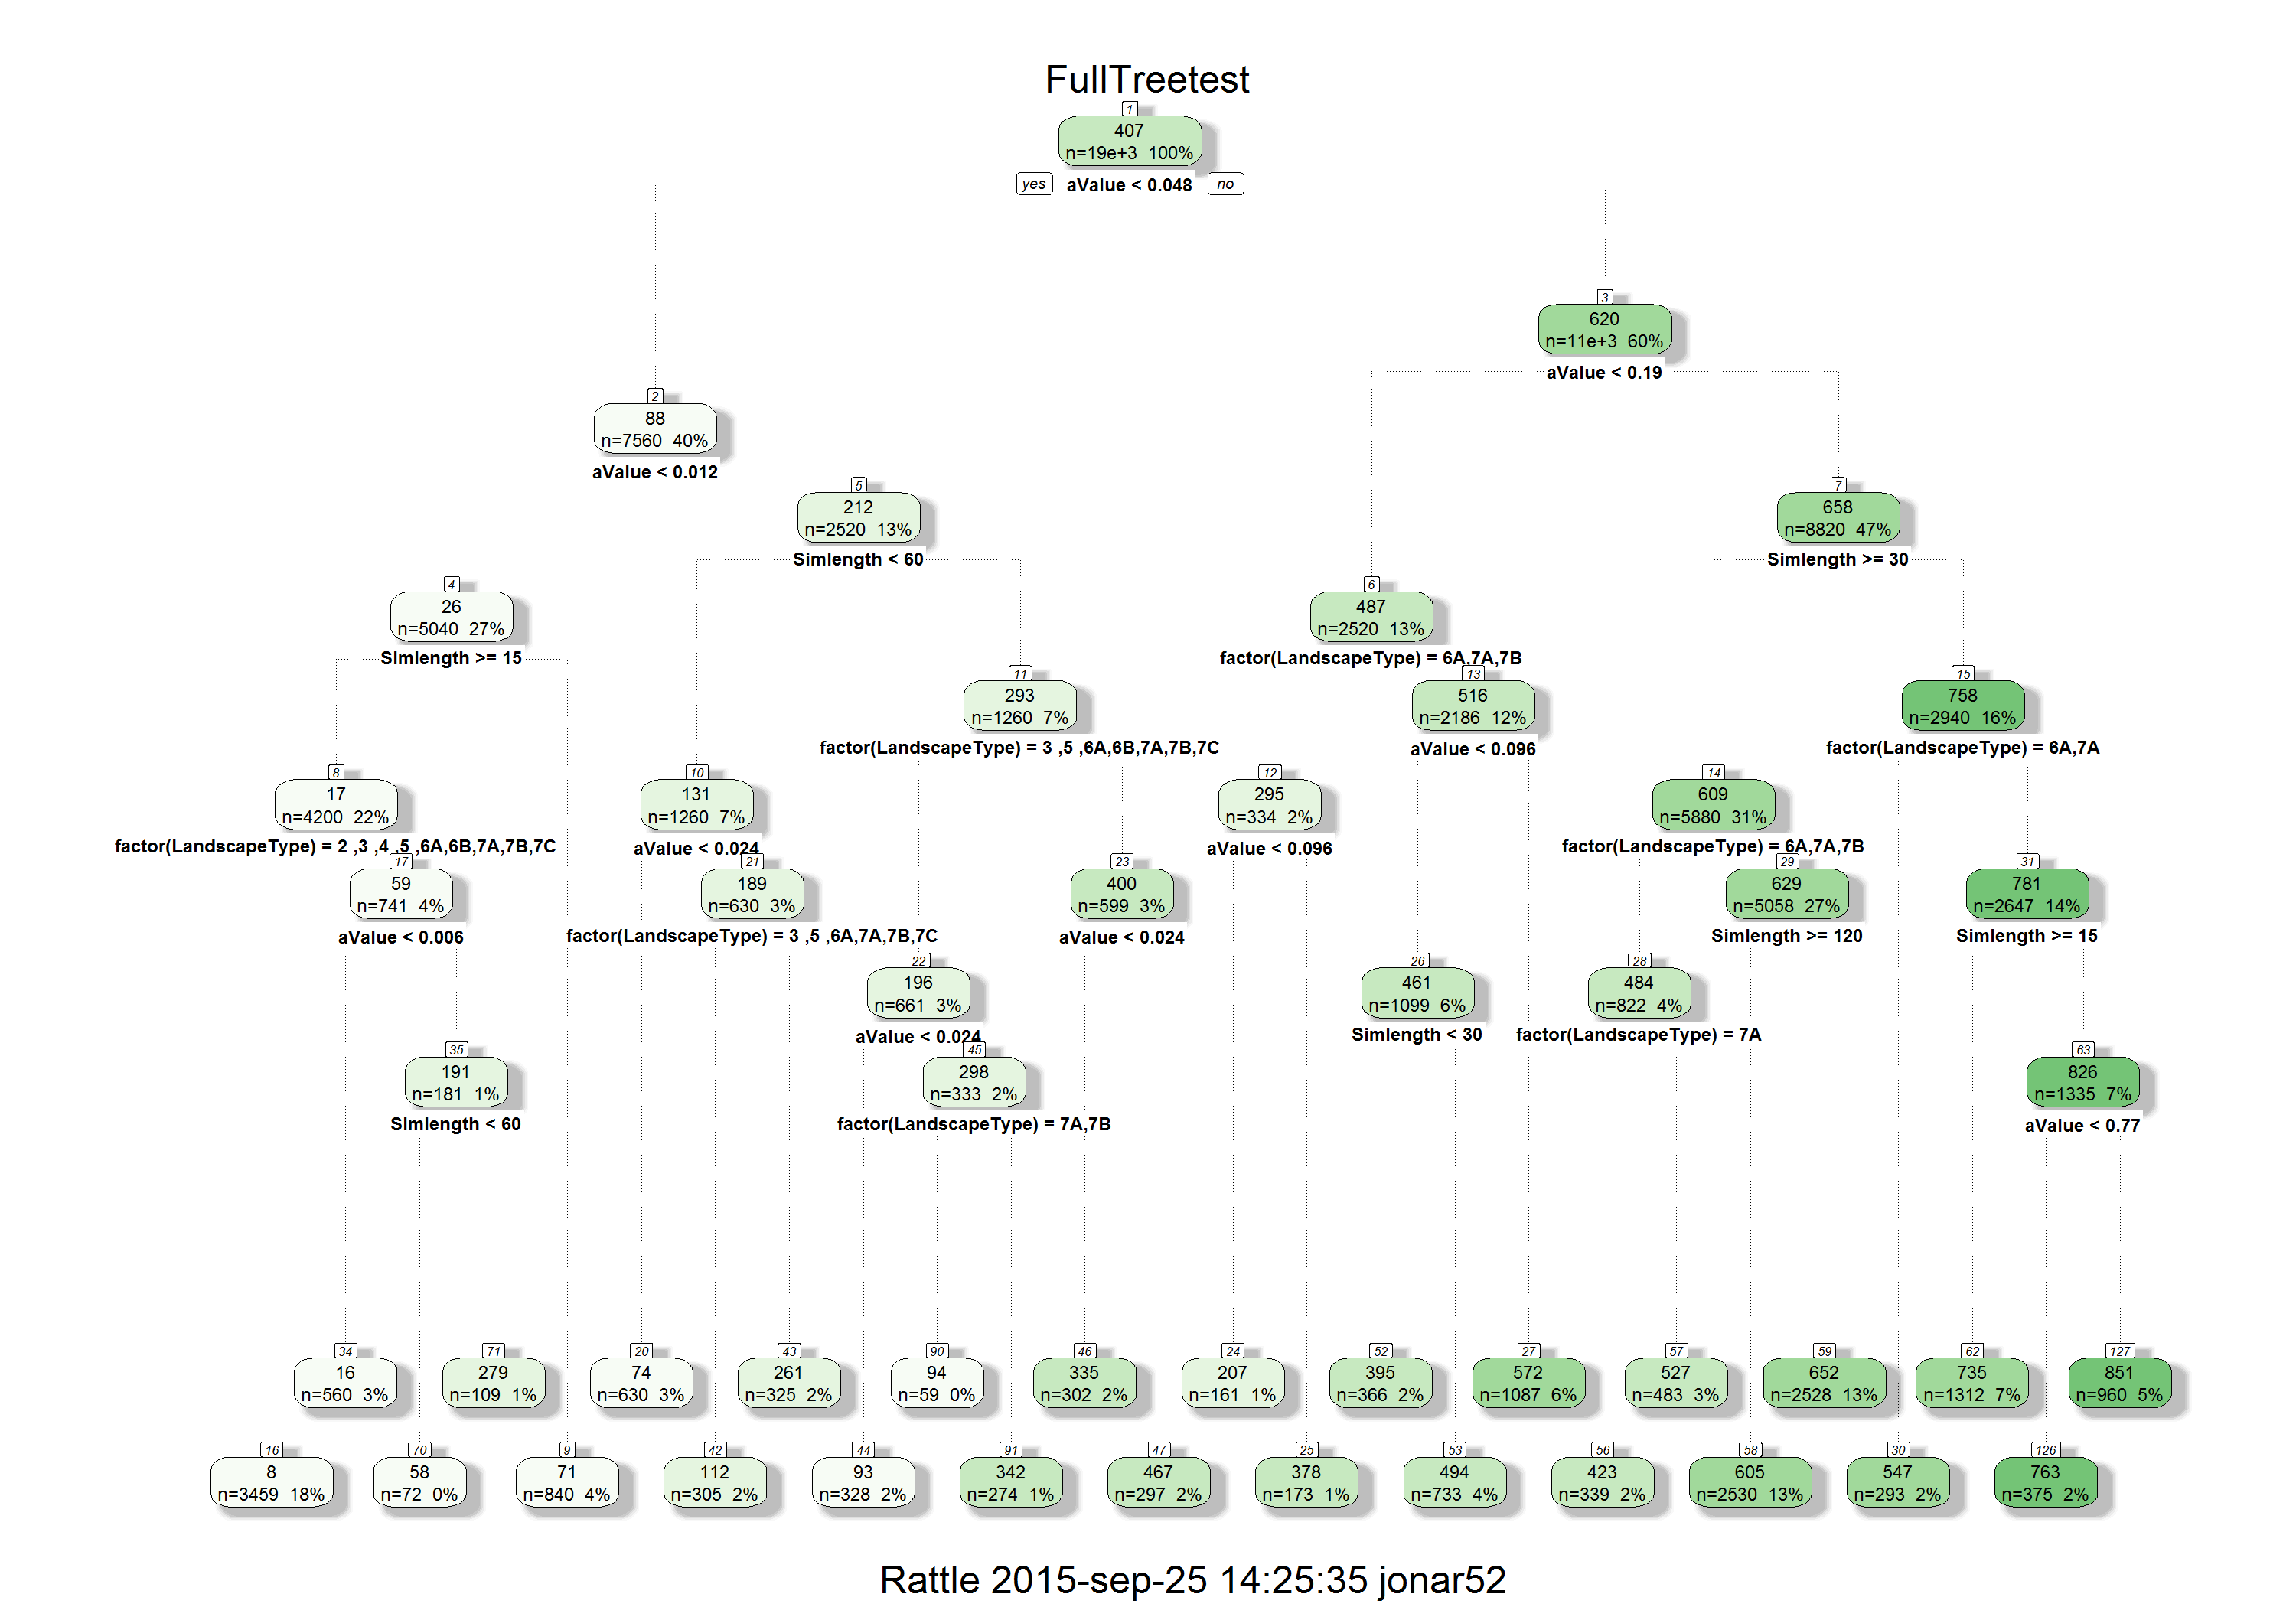 FullTreetest
1
407
n=19e+3 100%
yes aValue < 0.048 no
3
620
n=11e+3 60%
aValue < 0.19
2
88
n=7560 40%
aValue < 0.012
5
212
n=2520 13%
Simlength < 60
7
658
n=8820 47%
Simlength >= 30
4
26
n=5040 27%
Simlength >= 15
6
487
n=2520 13%
factor(LandscapeType) = 6A,7A,7B
11
293
n=1260 7%
factor(LandscapeType) = 3 ,5 ,6A,6B,7A,7B,7C
13
516
n=2186 12%
aValue < 0.096
15
758
n=2940 16%
factor(LandscapeType) = 6A,7A
8
17
n=4200 22%
factor(LandscapeType) = 2 ,3 ,4 ,5 ,6A,6B,7A,7B,7C
10
131
n=1260 7%
aValue < 0.024
12
295
n=334 2%
aValue < 0.096
14
609
n=5880 31%
factor(LandscapeType) = 6A,7A,7B
17
59
n=741 4%
aValue < 0.006
21
189
n=630 3%
factor(LandscapeType) = 3 ,5 ,6A,7A,7B,7C
23
400
n=599 3%
aValue < 0.024
29
629
n=5058 27%
Simlength >= 120
31
781
n=2647 14%
Simlength >= 15
22
196
n=661 3%
aValue < 0.024
26
461
n=1099 6%
Simlength < 30
28
484
n=822 4%
factor(LandscapeType) = 7A
35
191
n=181 1%
Simlength < 60
45
298
n=333 2%
factor(LandscapeType) = 7A,7B
63
826
n=1335 7%
aValue < 0.77
34
16
n=560 3%
71
279
n=109 1%
20
74
n=630 3%
43
261
n=325 2%
90
94
n=59 0%
46
335
n=302 2%
24
207
n=161 1%
52
395
n=366 2%
27
572
n=1087 6%
57
527
n=483 3%
59
652
n=2528 13%
62
735
n=1312 7%
127
851
n=960 5%
16
8
n=3459 18%
70
58
n=72 0%
9
71
n=840 4%
42
112
n=305 2%
44
93
n=328 2%
91
342
n=274 1%
47
467
n=297 2%
25
378
n=173 1%
53
494
n=733 4%
56
423
n=339 2%
58
605
n=2530 13%
30
547
n=293 2%
126
763
n=375 2%
Rattle 2015-sep-25 14:25:35 jonar52